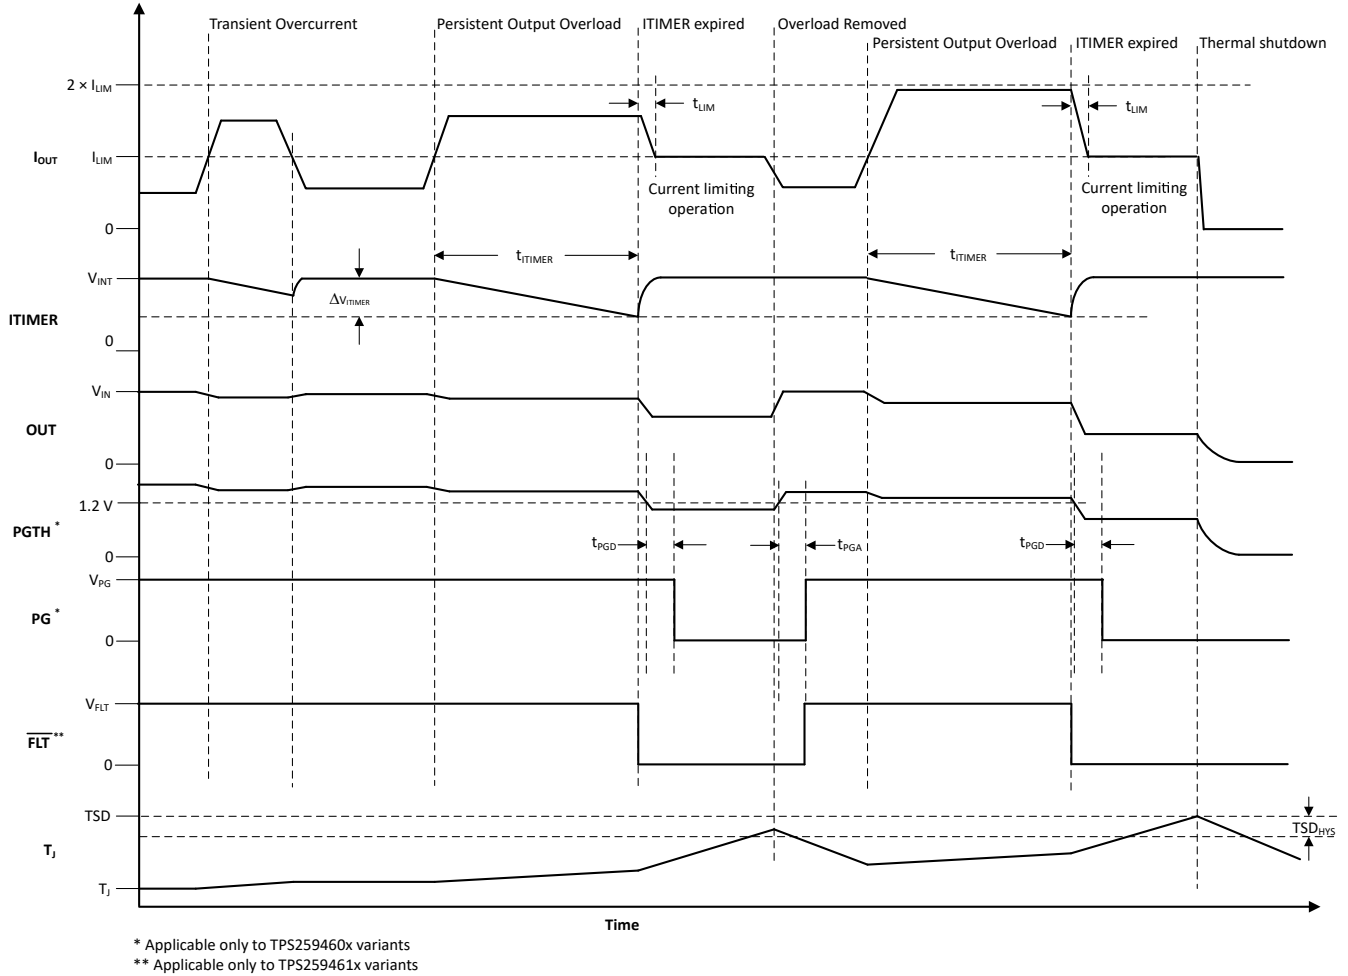 Transient Overcurrent
Persistent Output Overload
ITIMER expired
Overload Removed
Persistent Output Overload
ITIMER expired
Thermal shutdown
2 × ILIM
tLIM
tLIM
IOUT
ILIM
Current limiting
operation
Current limiting
operation
0
tITIMER
tITIMER
VINT
ΔVITIMER
ITIMER
0
VIN
OUT
0
1.2 V
PGTH *
tPGD
tPGA
tPGD
0
VPG
PG *
0
VFLT
FLT **
0
TSD
TSDHYS
TJ
TJ
Time
* Applicable only to TPS259460x variants
** Applicable only to TPS259461x variants